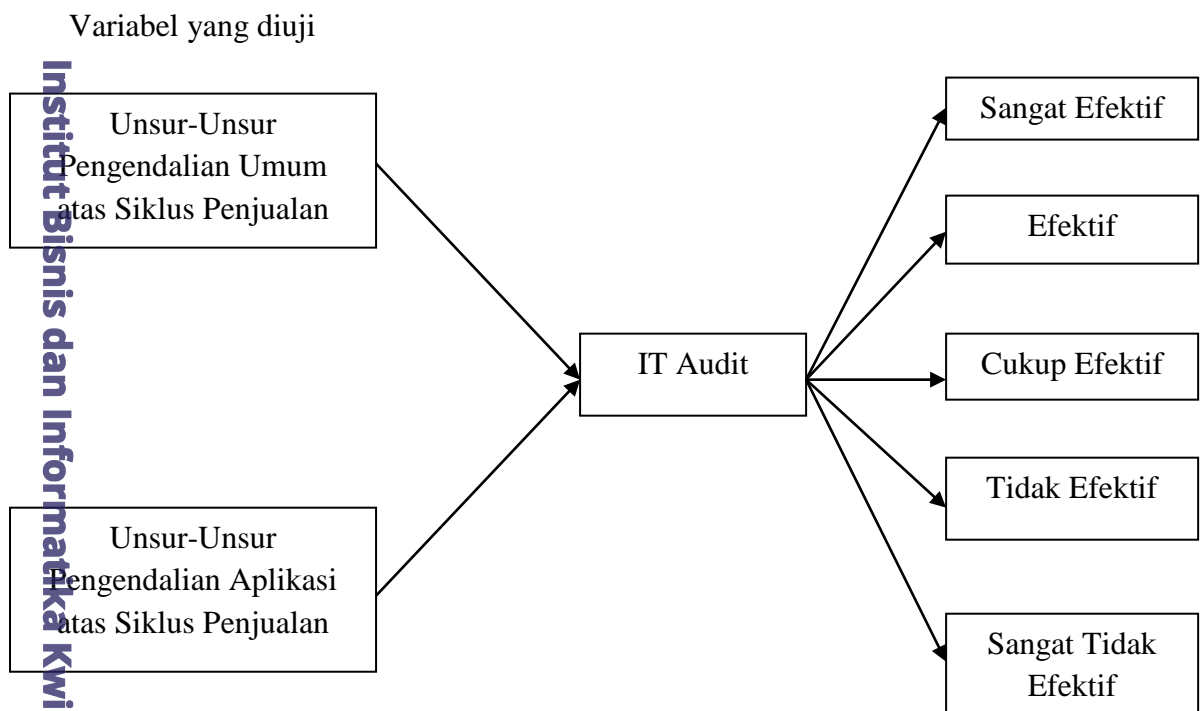 Variabel yang diuji
Institut Bisnis dan Informatika Kwi
Unsur-Unsur
Pengendalian Umum
atas Siklus Penjualan
Unsur-Unsur
Pengendalian Aplikasi
atas Siklus Penjualan
IT Audit
Sangat Efektif
Efektif
Cukup Efektif
Tidak Efektif
Sangat Tidak
Efektif